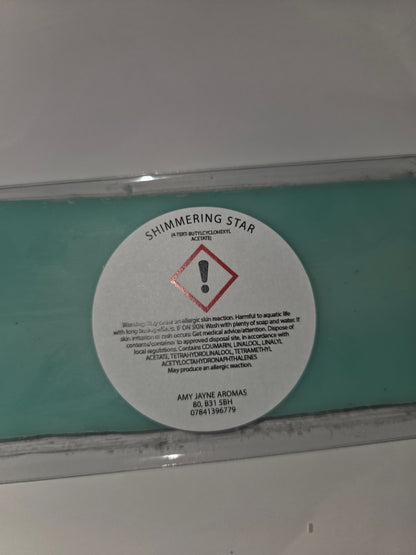 SHIMMERING STAR
(4-TERT-BUTYLCYCLOHEXYL
ACETATE)
Warning: May cause an allergic skin reaction. Harmful to aquatic life
with long lasting effects. IF ON SKIN: Wash with plenty of soap and water. If
skin irritation or rash occurs: Get medical advice/attention. Dispose of
contents/container to approved disposal site, in accordance with
local regulations. Contains COUMARIN, LINALOOL, LINALYL
ACETATE, TETRAHYDROLINALOOL, TETRAMETHYL
ACETYLOCTAHYDRONAPHTHALENES
May produce an allergic reaction.
AMY JAYNE AROMAS
80, B31 5BH
07841396779